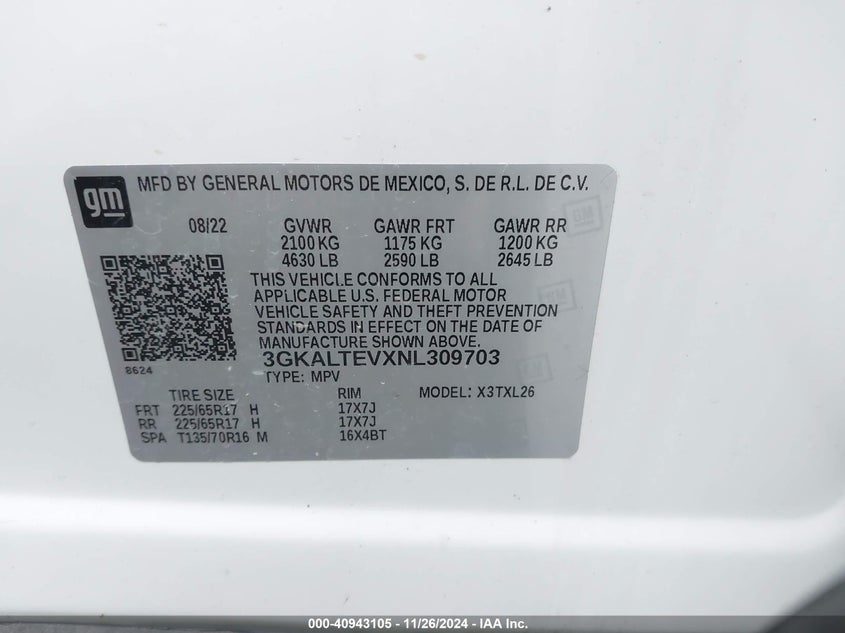 gm
MFD BY GENERAL MOTORS DE MEXICO, S. DE R.L. DE C.V.
08/22 GVWR GAWR FRT GAWR RR
2100 KG 1175 KG 1200 KG
4630 LB 2590 LB 2645 LB
THIS VEHICLE CONFORMS TO ALL
APPLICABLE U.S. FEDERAL MOTOR
VEHICLE SAFETY AND THEFT PREVENTION
STANDARDS IN EFFECT ON THE DATE OF
MANUFACTURE SHOWN ABOVE.
8624
3GKALTEVXNL309703
TYPE: MPV MODEL: X3TXL26
TIRE SIZE RIM
FRT 225/65R17 H 17X7J
RR 225/65R17 H 17X7J
SPA T135/70R16 M 16X4BT
000-40943105 - 11/26/2024 - IAA Inc.